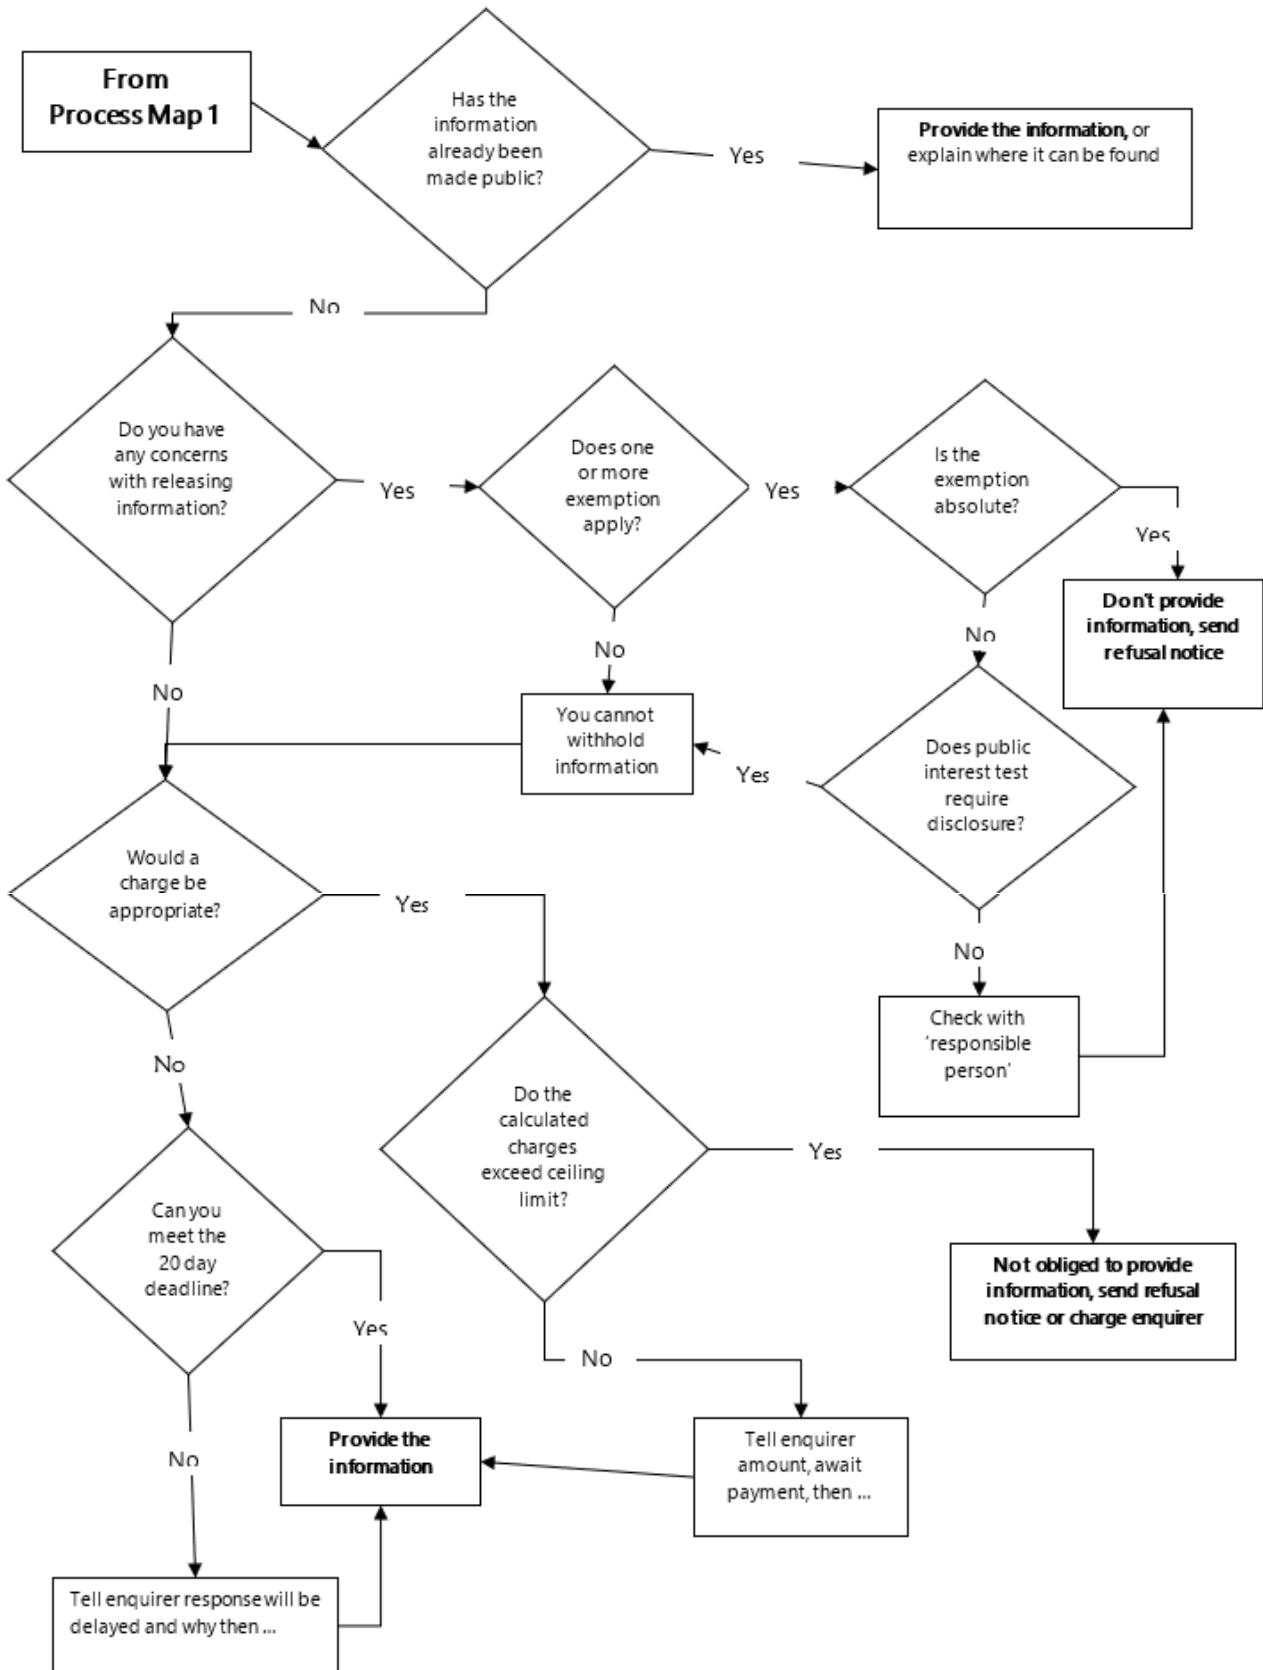 From
Process Map 1
Has the
information
already been
made public?
Yes
Provide the information, or
explain where it can be found
No
Do you have
any concerns
with releasing
information?
Yes
Does one
or more
exemption
apply?
Yes
Is the
exemption
absolute?
Yes
Don't provide
information, send
refusal notice
No
No
No
You cannot
withhold
information
Yes
Does public
interest test
require
disclosure?
Would a
charge be
appropriate?
Yes
No
Check with
‘responsible
person’
No
Do the
calculated
charges
exceed ceiling
limit?
Yes
Can you
meet the
20 day
deadline?
Not obliged to provide
information, send refusal
notice or charge enquirer
Yes
No
No
Provide the
information
Tell enquirer
amount, await
payment, then ...
Tell enquirer response will be
delayed and why then ...